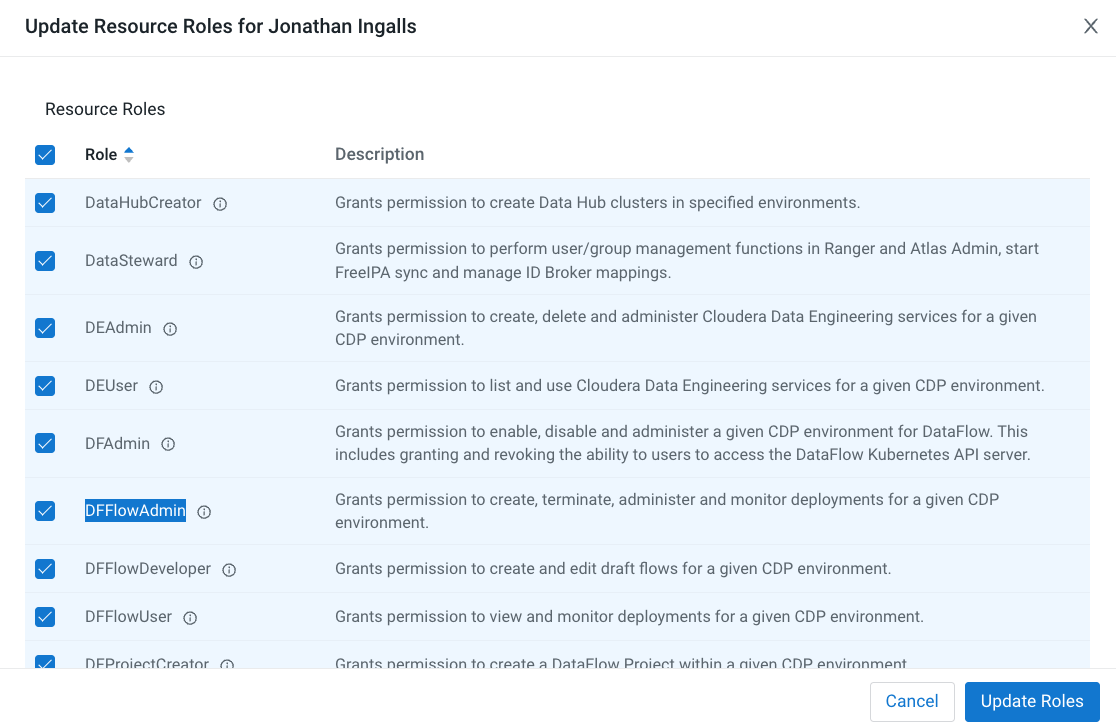 Update Resource Roles for Jonathan Ingalls
Resource Roles
Role Description
DataHubCreator Grants permission to create Data Hub clusters in specified environments.
DataSteward Grants permission to perform user/group management functions in Ranger and Atlas Admin, start
FreeIPA sync and manage ID Broker mappings.
DEAdmin Grants permission to create, delete and administer Cloudera Data Engineering services for a given
CDP environment.
DEUser Grants permission to list and use Cloudera Data Engineering services for a given CDP environment.
DFAdmin Grants permission to enable, disable and administer a given CDP environment for DataFlow. This
includes granting and revoking the ability to users to access the DataFlow Kubernetes API server.
DFFlowAdmin Grants permission to create, terminate, administer and monitor deployments for a given CDP
environment.
DFFlowDeveloper Grants permission to create and edit draft flows for a given CDP environment.
DFFlowUser Grants permission to view and monitor deployments for a given CDP environment.
DFProjectCreator Grants permission to create a DataFlow Project within a given CDP environment
Cancel Update Roles